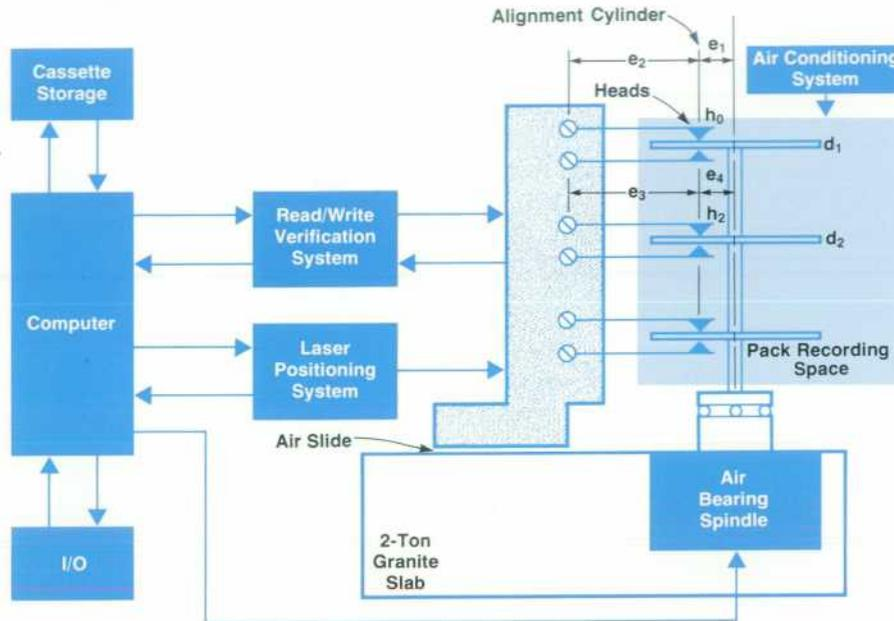 Alignment Cylinder
e1
e2
Air Conditioning
System
Cassette
Storage
Heads
h0
d1
e3
e4
Read/Write
Verification
System
h2
d2
Computer
Laser
Positioning
System
Pack Recording
Space
Air Slide
Air
Bearing
Spindle
2-Ton
Granite
Slab
I/O